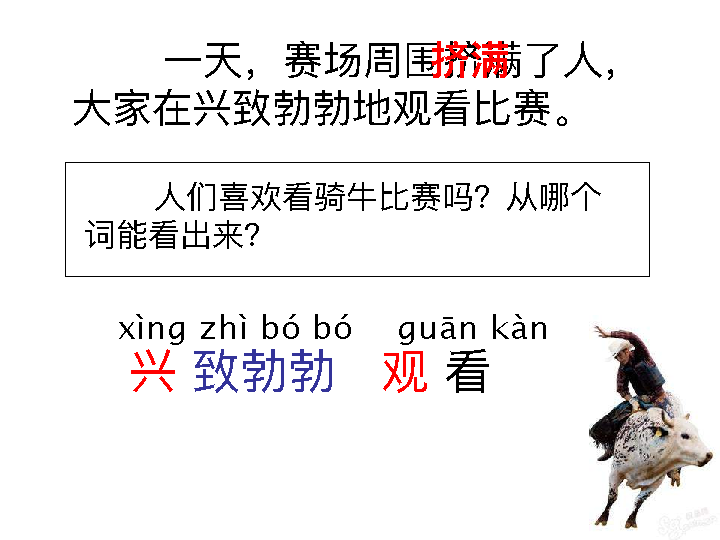 一天，赛场周围挤满了人，
大家在兴致勃勃地观看比赛。
人们喜欢看骑牛比赛吗？从哪个
词能看出来？
xìng zhì bó bó guān kàn
兴 致勃勃 观 看